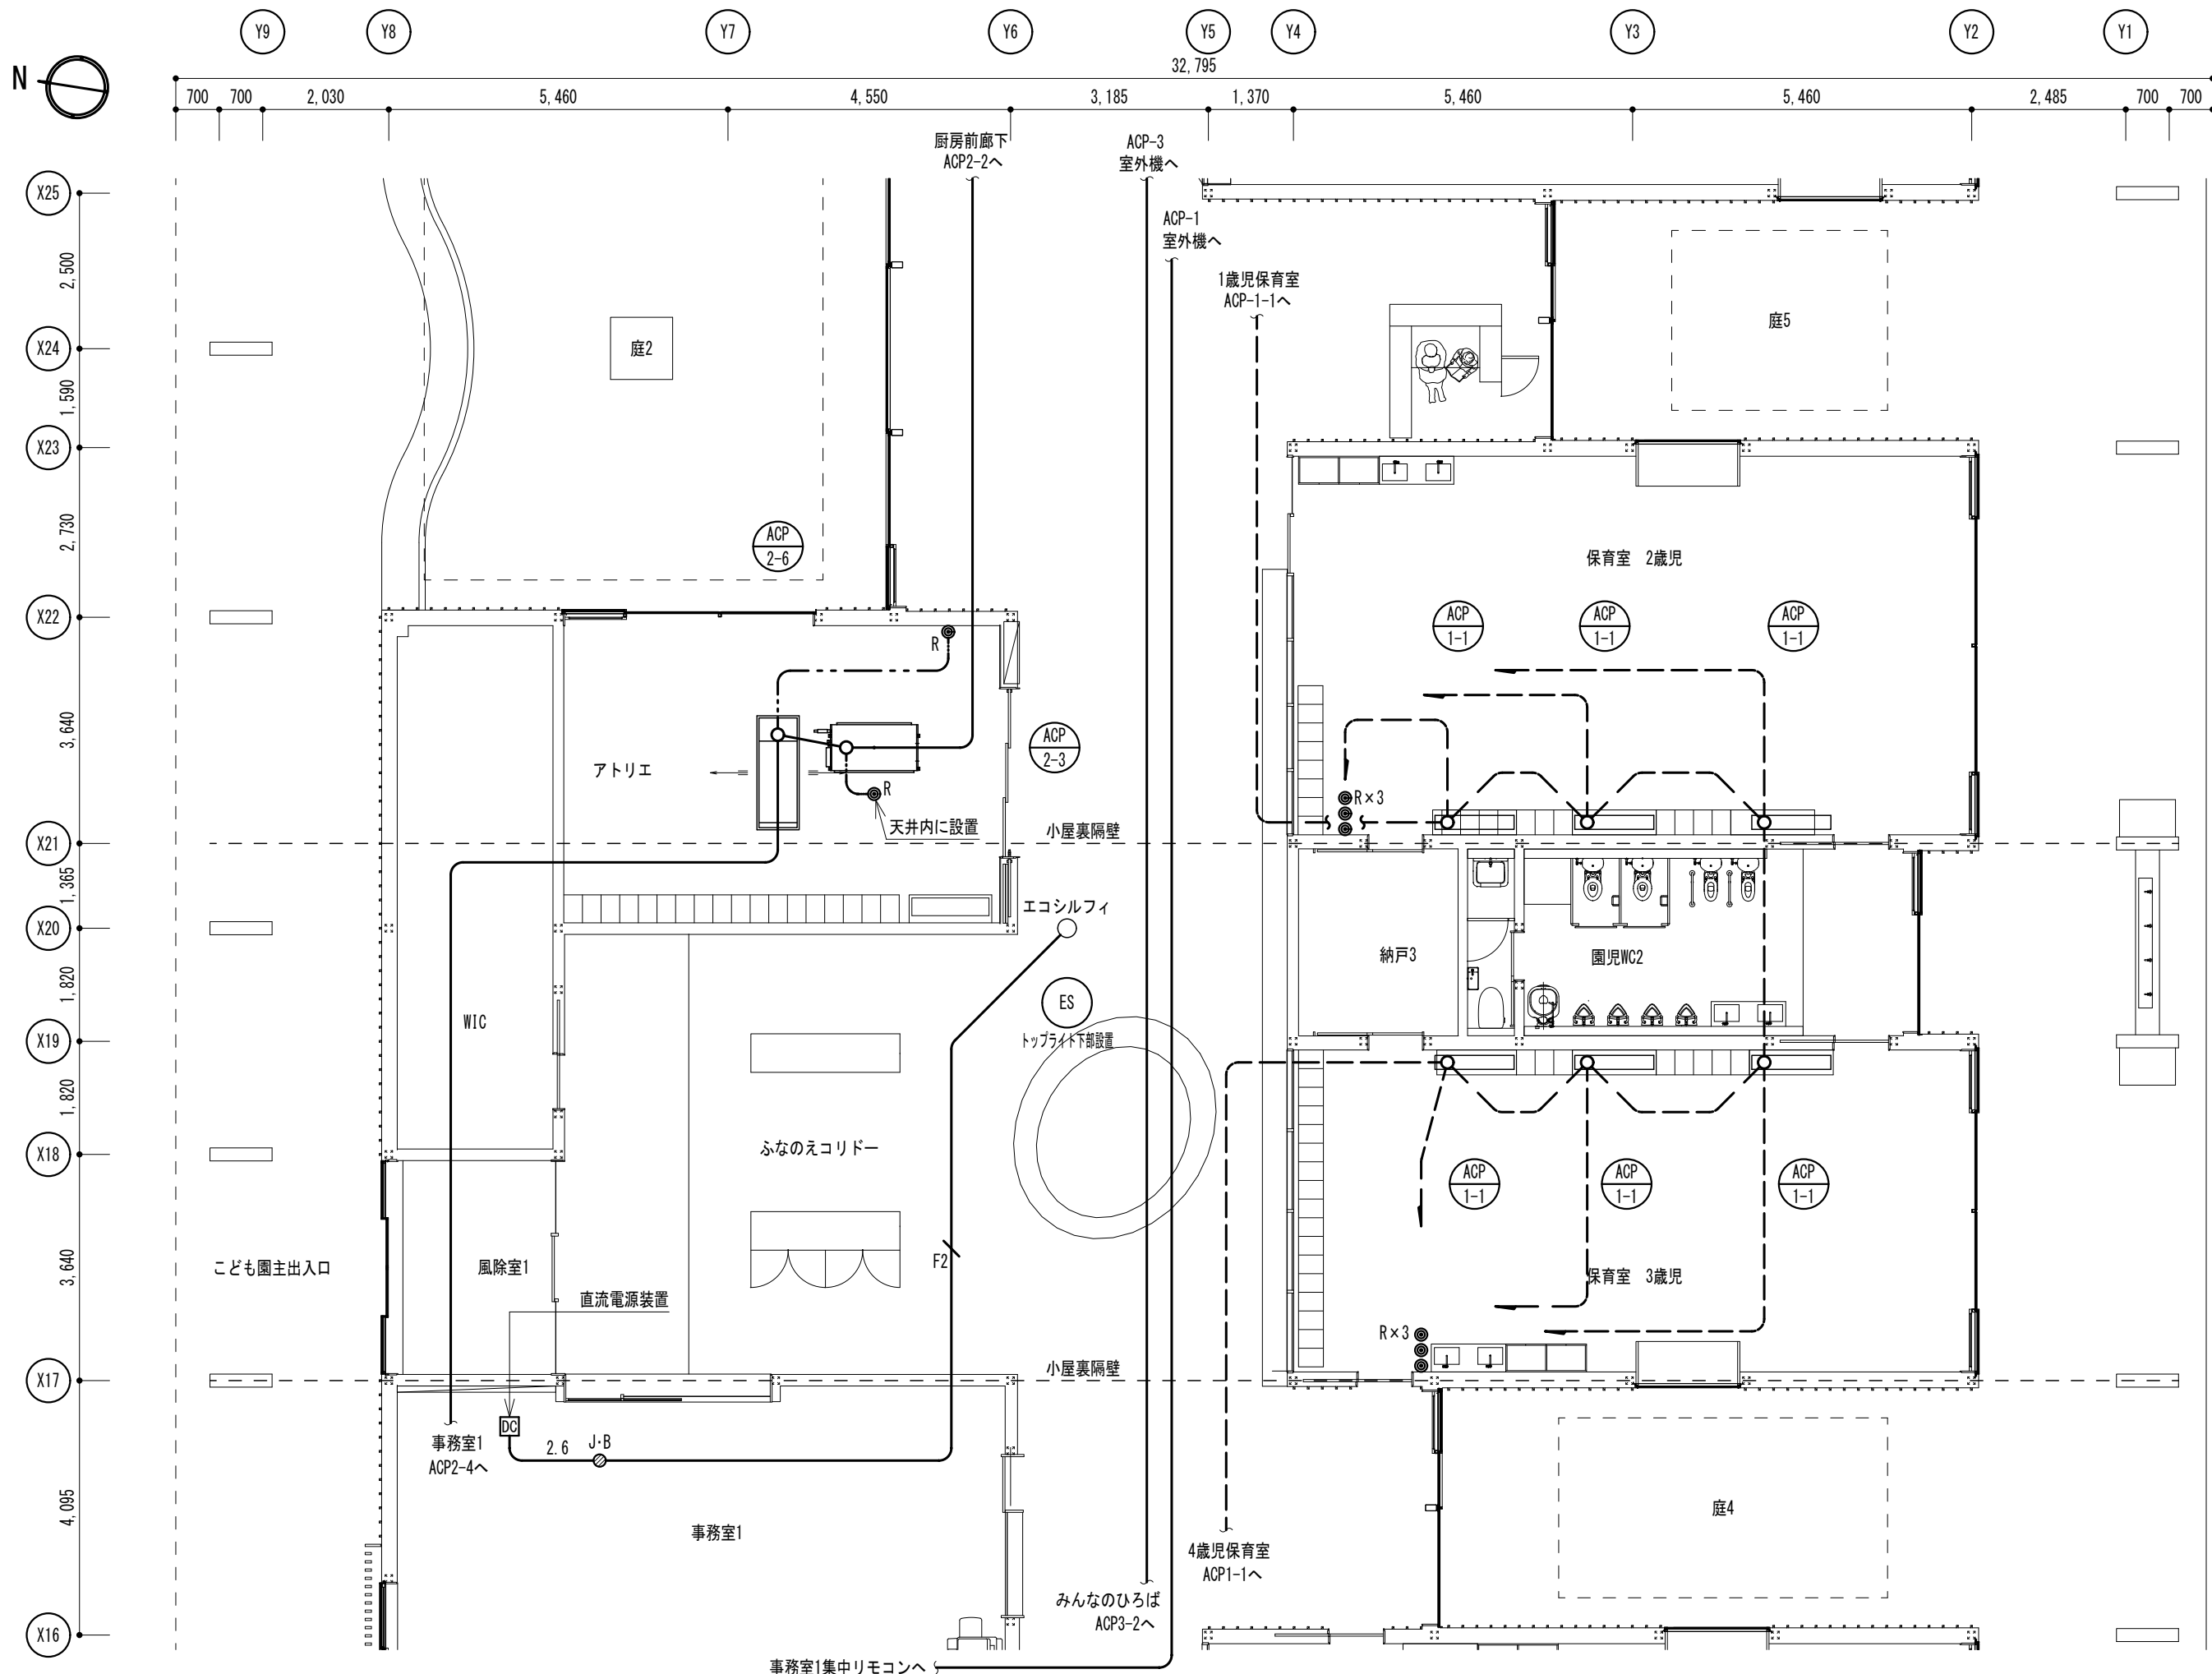 Y9 Y8 Y7 Y6 Y5 Y4 Y3 Y2 Y1
N
32,795
700 700 2,030 5,460 4,550 3,185 1,370 5,460 5,460 2,485 700 700
厨房前廊下
ACP2-2へ
ACP-3
室外機へ
X25
ACP-1
室外機へ
2,500
1歳児保育室
ACP-1-1へ
X24
庭2
庭5
1,590
X23
2,730
ACP
2-6
保育室 2歳児
X22
R
ACP
1-1
ACP
1-1
ACP
1-1
3,640
ACP
2-3
アトリエ
R
R×3
天井内に設置
小屋裏隔壁
X21
1,365
エコシルフィ
X20
納戸3
園児WC2
1,820
WIC
ES
トップライト下部設置
X19
1,820
ふなのえコリドー
X18
ACP
1-1
ACP
1-1
ACP
1-1
3,640
こども園主出入口
風除室1
F2
保育室 3歳児
直流電源装置
R×3
小屋裏隔壁
X17
DC
2.6
J・B
事務室1
ACP2-4へ
4,095
事務室1
庭4
4歳児保育室
ACP1-1へ
みんなのひろば
ACP3-2へ
X16
事務室1集中リモコンへ